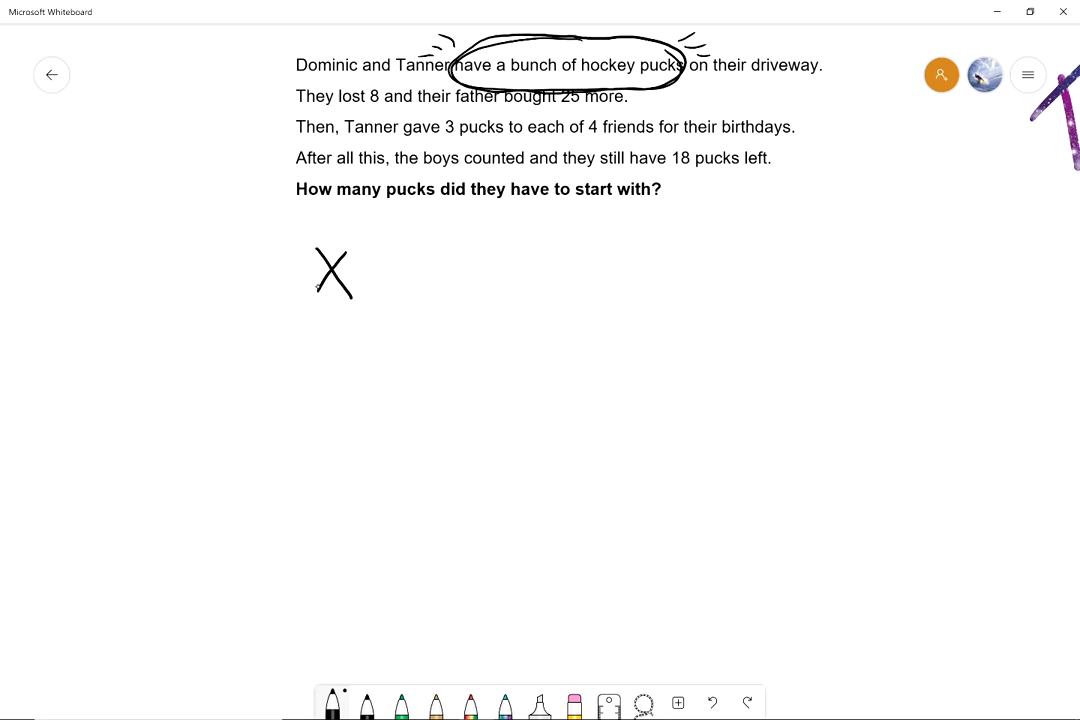 Microsoft Whiteboard
Dominic and Tanner have a bunch of hockey pucks on their driveway.
They lost 8 and their father bought 25 more.
Then, Tanner gave 3 pucks to each of 4 friends for their birthdays.
After all this, the boys counted and they still have 18 pucks left.
How many pucks did they have to start with?
X